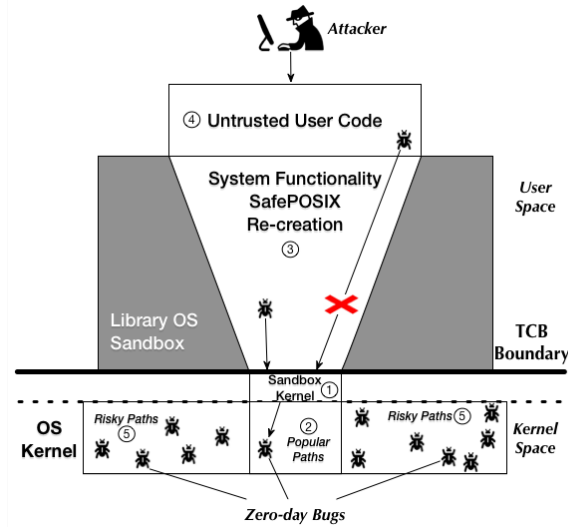 Attacker
④ Untrusted User Code
System Functionality
SafePOSIX
Re-creation
③
User
Space
Library OS
Sandbox
TCB
Boundary
Sandbox
Kernel ①
OS
Kernel
Risky Paths
⑤
②
Popular
Paths
Risky Paths ⑤
Kernel
Space
Zero-day Bugs